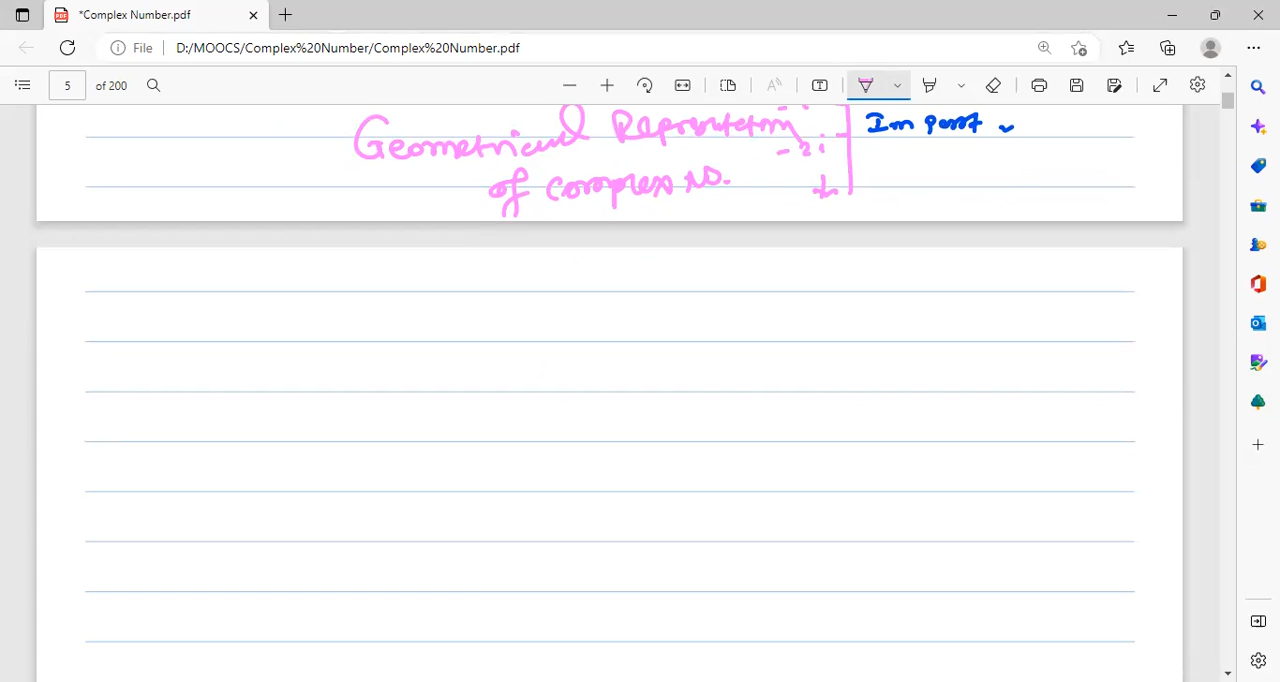 *Complex Number.pdf
File D:/MOOCS/Complex%20Number/Complex%20Number.pdf
5 of 200
Geometrical Representation
of complex no.
-2i
Im part